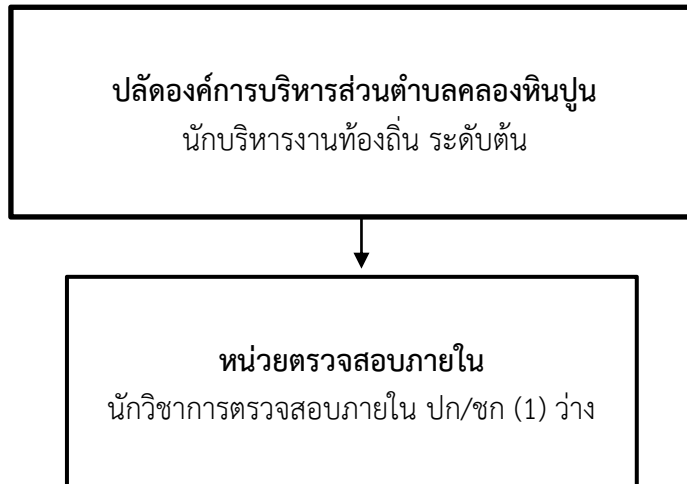 ปลัดองค์การบริหารส่วนตำบลคลองหินปูน
นักบริหารงานท้องถิ่น ระดับต้น
หน่วยตรวจสอบภายใน
นักวิชาการตรวจสอบภายใน ปก/ชก (1) ว่าง